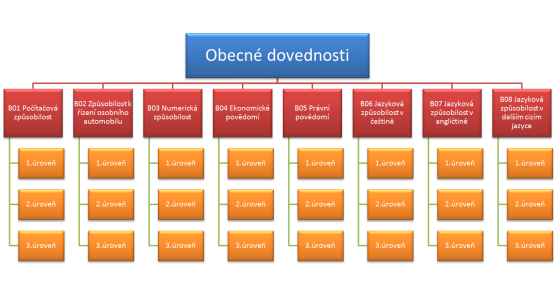 Obecné dovednosti
B01 Počítačová
způsobilost
B02 Způsobilost k
řízení osobního
automobilu
B03 Numerická
způsobilost
B04 Ekonomické
povědomí
B05 Právní
povědomí
B06 Jazyková
způsobilost v
češtině
B07 Jazyková
způsobilost v
angličtině
B08 Jazyková
způsobilost v
dalším cizím
jazyce
1.úroveň
1.úroveň
1.úroveň
1.úroveň
1.úroveň
1.úroveň
1.úroveň
1.úroveň
2.úroveň
2.úroveň
2.úroveň
2.úroveň
2.úroveň
2.úroveň
2.úroveň
2.úroveň
3.úroveň
3.úroveň
3.úroveň
3.úroveň
3.úroveň
3.úroveň
3.úroveň
3.úroveň